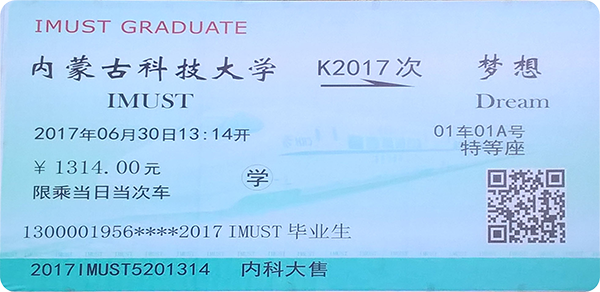 IMUST GRADUATE
内蒙古科技大学 K2017次 梦想
IMUST Dream
2017年06月30日13:14开 01车01A号
¥1314.00元 特等座
限乘当日当次车 学
1300001956****2017 IMUST 毕业生
2017IMUST5201314 内科大售